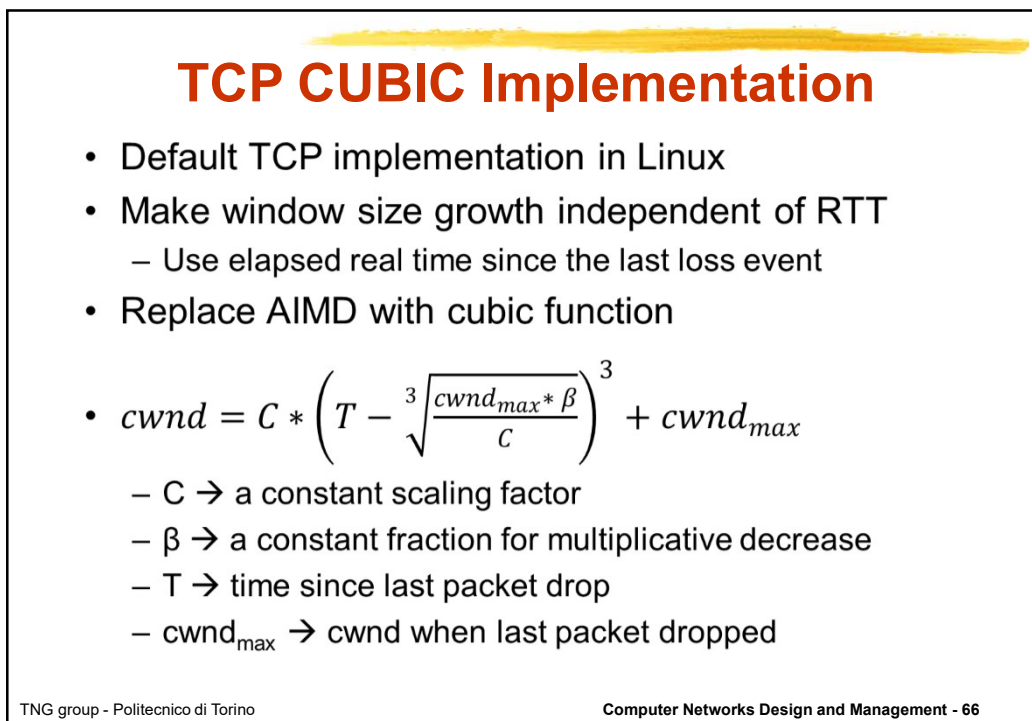 TCP CUBIC Implementation
• Default TCP implementation in Linux
• Make window size growth independent of RTT
– Use elapsed real time since the last loss event
• Replace AIMD with cubic function
• cwnd = C * (T − ∛(cwnd_max * β / C))³ + cwnd_max
– C → a constant scaling factor
– β → a constant fraction for multiplicative decrease
– T → time since last packet drop
– cwnd_max → cwnd when last packet dropped
TNG group - Politecnico di Torino
Computer Networks Design and Management - 66